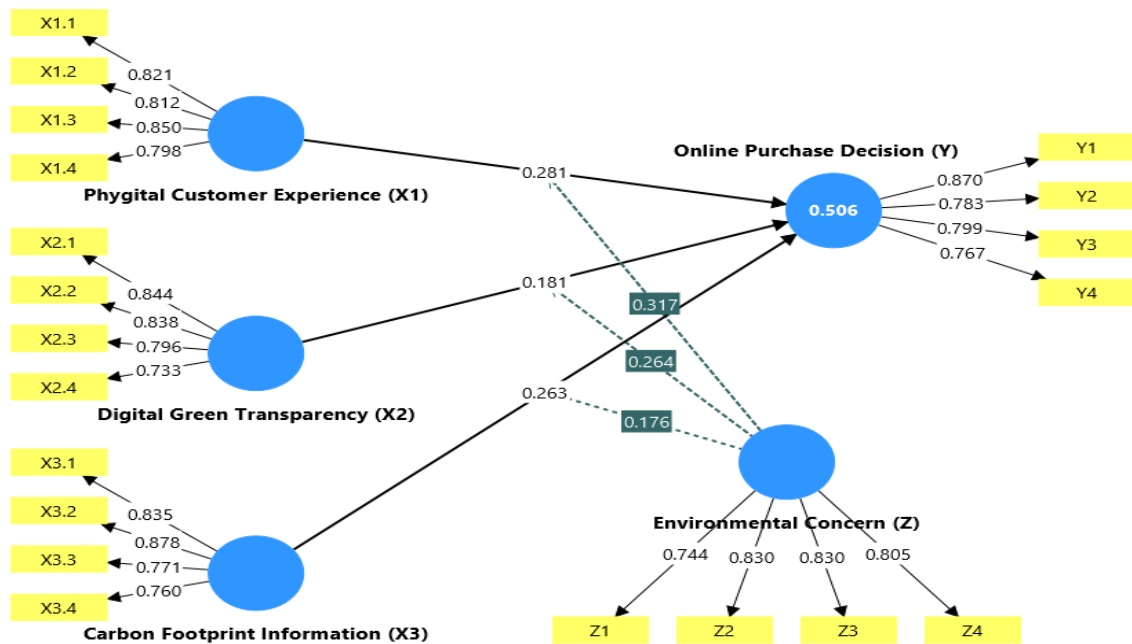 X1.1
X1.2
X1.3
X1.4
0.821
0.812
0.850
0.798
Phygital Customer Experience (X1)
X2.1
X2.2
X2.3
X2.4
0.844
0.838
0.796
0.733
Digital Green Transparency (X2)
X3.1
X3.2
X3.3
X3.4
0.835
0.878
0.771
0.760
Carbon Footprint Information (X3)
0.281
0.181
0.263
0.317
0.264
0.176
Online Purchase Decision (Y)
0.506
0.870
0.783
0.799
0.767
Y1
Y2
Y3
Y4
Environmental Concern (Z)
0.744
0.830
0.830
0.805
Z1
Z2
Z3
Z4